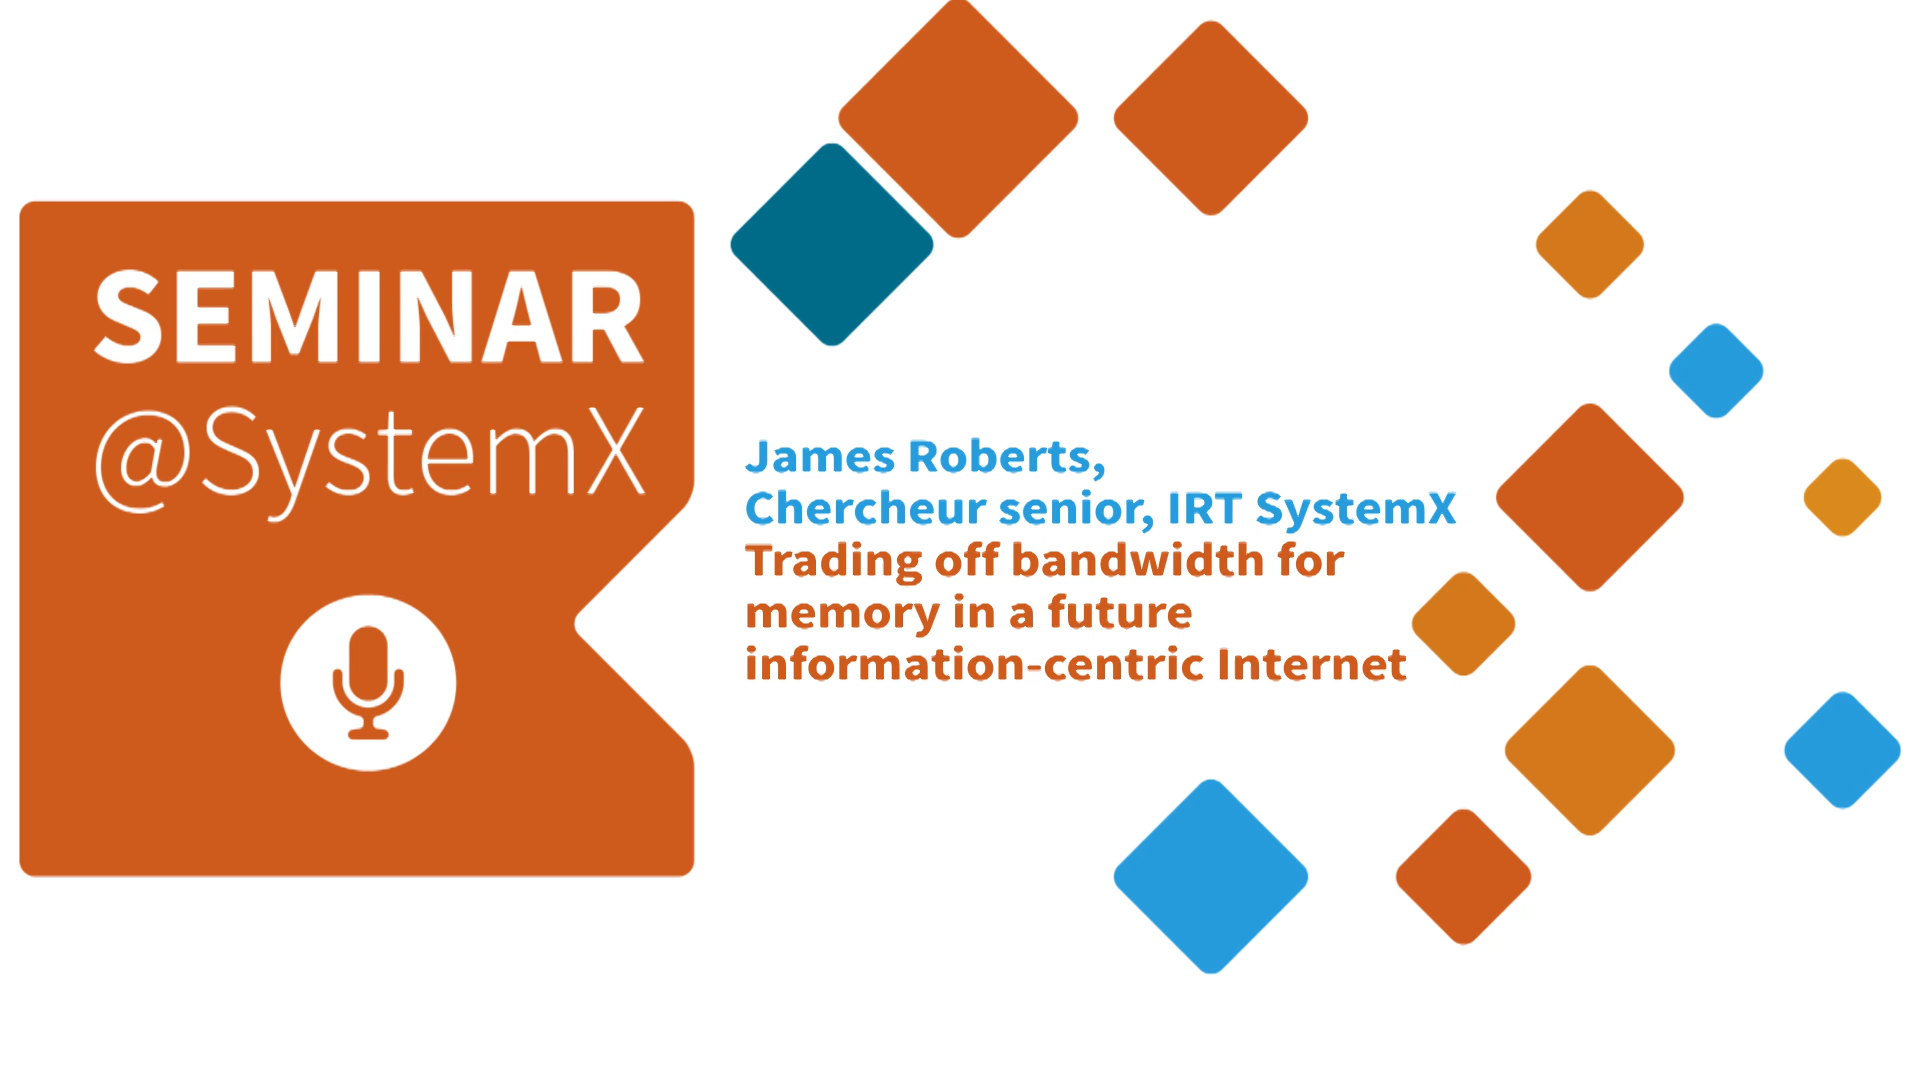 SEMINAR
@SystemX
James Roberts,
Chercheur senior, IRT SystemX
Trading off bandwidth for
memory in a future
information-centric Internet